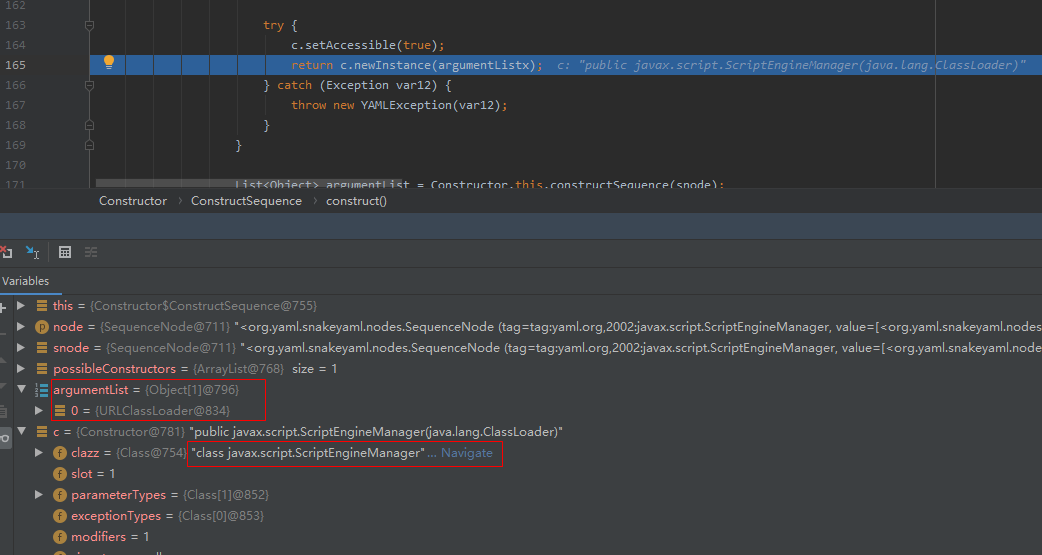 162
163 try {
164 c.setAccessible(true);
165 return c.newInstance(argumentListx); c: "public javax.script.ScriptEngineManager(java.lang.ClassLoader)"
166 } catch (Exception var12) {
167 throw new YAMLException(var12);
168 }
169 }
170
171 List<Object> argumentList = Constructor.this.constructSequence(snode);
Constructor › ConstructSequence › construct()
Variables
this = {Constructor$ConstructSequence@755}
p node = {SequenceNode@711} "<org.yaml.snakeyaml.nodes.SequenceNode (tag=tag:yaml.org,2002:javax.script.ScriptEngineManager, value=[<org.yaml.snakeyaml.nodes
snode = {SequenceNode@711} "<org.yaml.snakeyaml.nodes.SequenceNode (tag=tag:yaml.org,2002:javax.script.ScriptEngineManager, value=[<org.yaml.snakeyaml.node
possibleConstructors = {ArrayList@768} size = 1
argumentList = {Object[1]@796}
0 = {URLClassLoader@834}
c = {Constructor@781} "public javax.script.ScriptEngineManager(java.lang.ClassLoader)"
f clazz = {Class@754} "class javax.script.ScriptEngineManager"... Navigate
f slot = 1
f parameterTypes = {Class[1]@852}
f exceptionTypes = {Class[0]@853}
f modifiers = 1